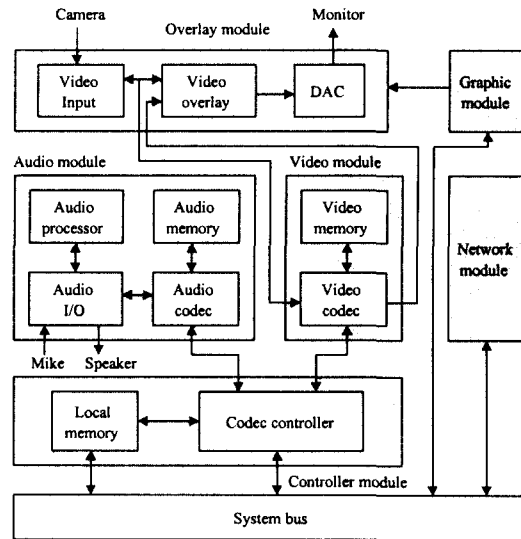 Camera
Monitor
Overlay module
Video
Input
Video
overlay
DAC
Graphic
module
Audio module
Video module
Audio
processor
Audio
memory
Video
memory
Network
module
Audio
I/O
Audio
codec
Video
codec
Mike
Speaker
Local
memory
Codec controller
Controller module
System bus